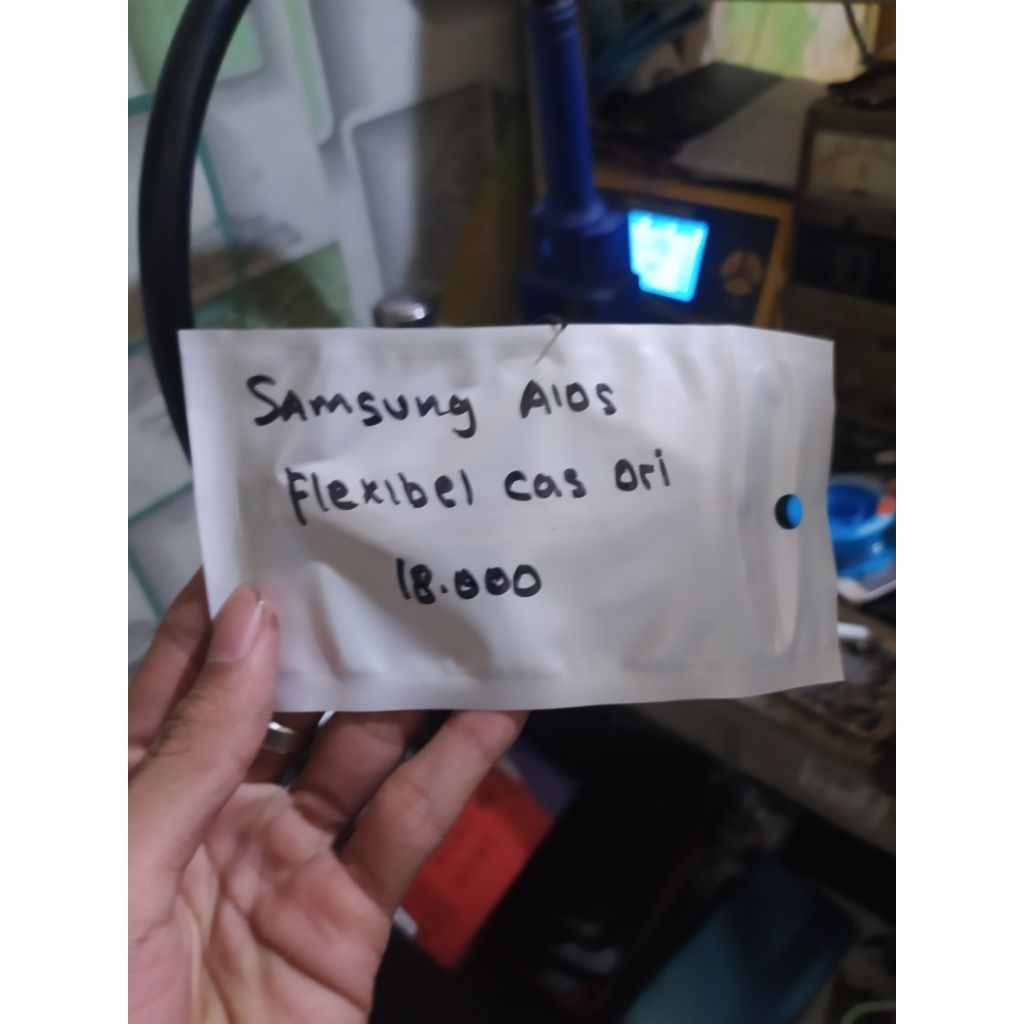 Samsung A10s
Flexibel cas ori
18.000